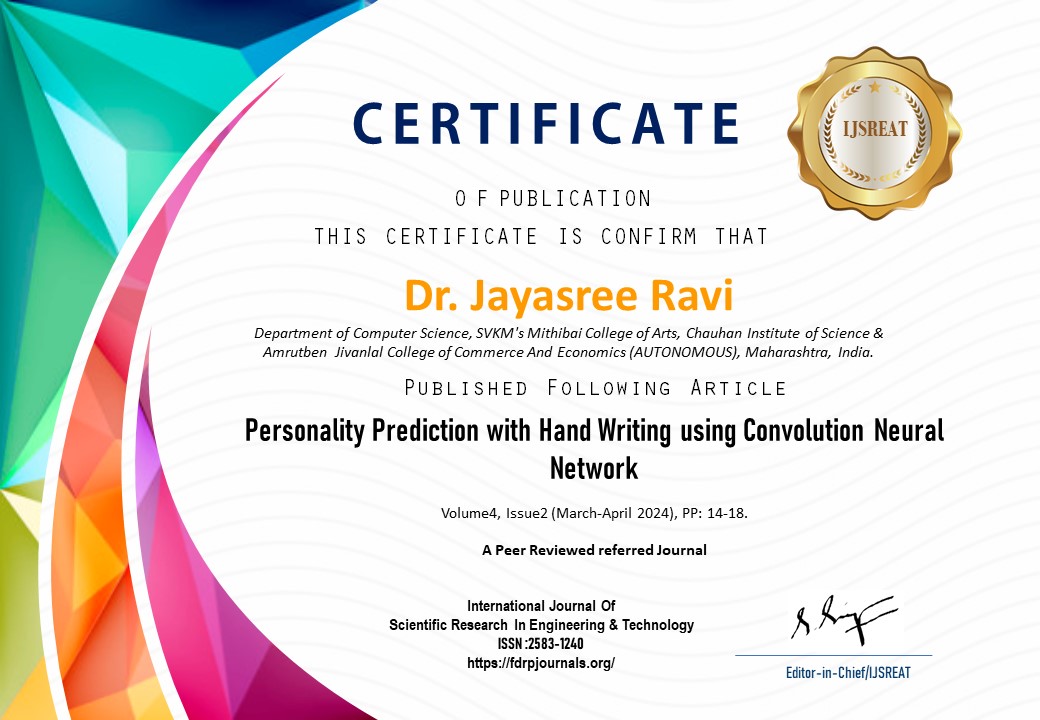 CERTIFICATE
IJSREAT
O F PUBLICATION
THIS CERTIFICATE IS CONFIRM THAT
Dr. Jayasree Ravi
Department of Computer Science, SVKM's Mithibai College of Arts, Chauhan Institute of Science &
Amrutben Jivanlal College of Commerce And Economics (AUTONOMOUS), Maharashtra, India.
PUBLISHED FOLLOWING ARTICLE
Personality Prediction with Hand Writing using Convolution Neural
Network
Volume4, Issue2 (March-April 2024), PP: 14-18.
A Peer Reviewed referred Journal
International Journal Of
Scientific Research In Engineering & Technology
ISSN :2583-1240
https://fdrpjournals.org/
Editor-in-Chief/IJSREAT